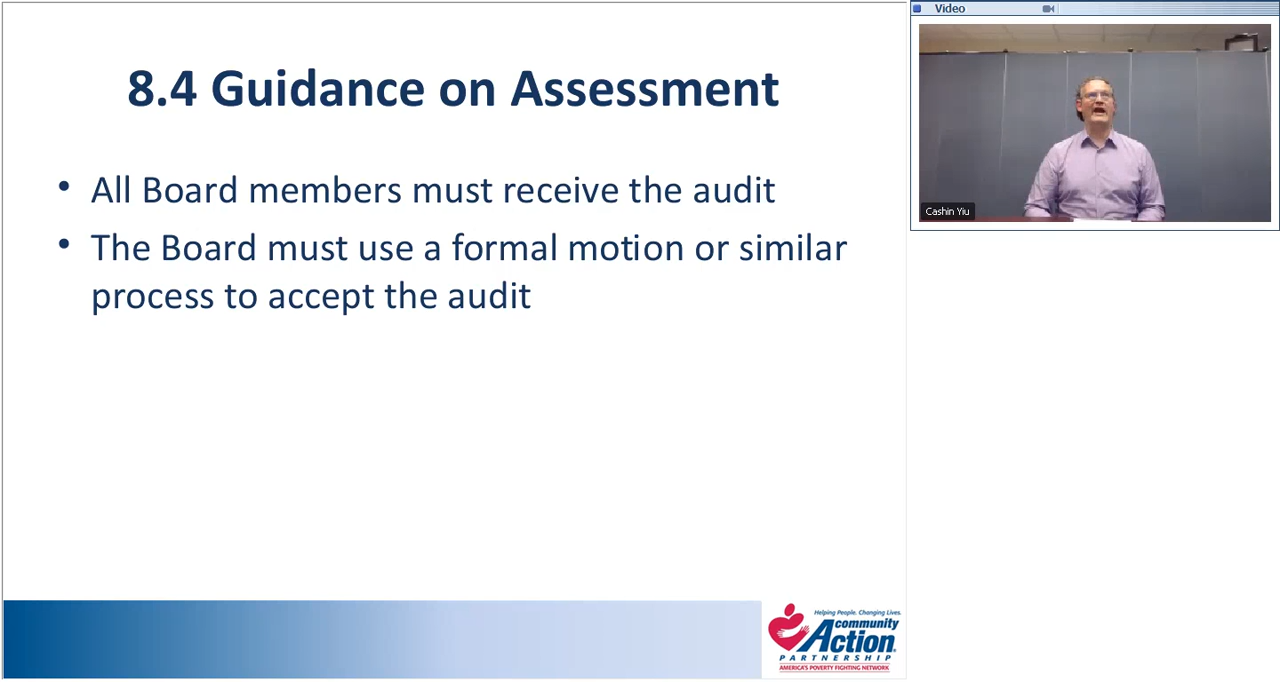 8.4 Guidance on Assessment
• All Board members must receive the audit
• The Board must use a formal motion or similar
process to accept the audit
Helping People. Changing Lives.
community
Action
PARTNERSHIP
AMERICA'S POVERTY FIGHTING NETWORK
Video
Cashin Yiu